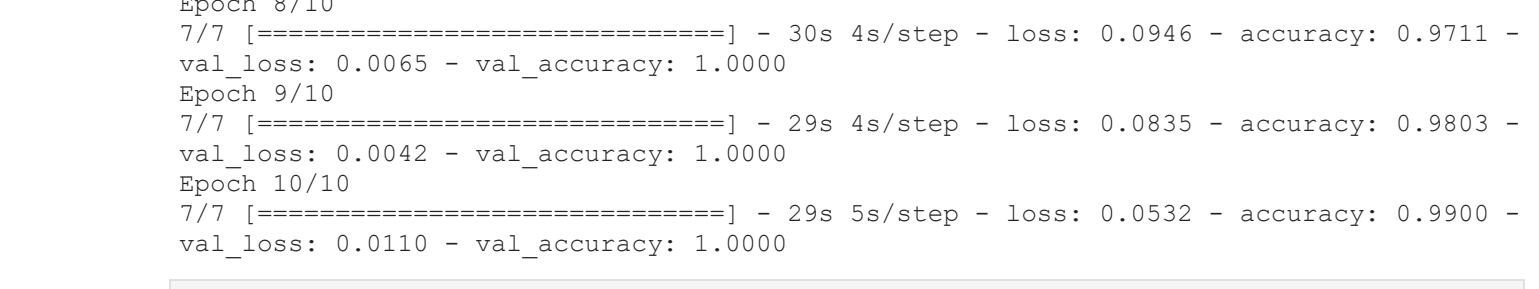 Epoch 8/10
7/7 [==============================] - 30s 4s/step - loss: 0.0946 - accuracy: 0.9711 -
val_loss: 0.0065 - val_accuracy: 1.0000
Epoch 9/10
7/7 [==============================] - 29s 4s/step - loss: 0.0835 - accuracy: 0.9803 -
val_loss: 0.0042 - val_accuracy: 1.0000
Epoch 10/10
7/7 [==============================] - 29s 5s/step - loss: 0.0532 - accuracy: 0.9900 -
val_loss: 0.0110 - val_accuracy: 1.0000